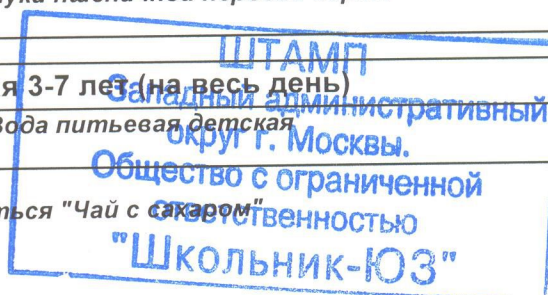 ШТАМП
я 3-7 лет (на весь день)
Западный административный
Вода питьевая детская
округ г. Москвы.
Общество с ограниченной
ться "Чай с сахаром"
ответственностью
"Школьник-ЮЗ"